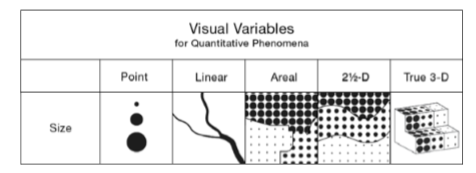 Visual Variables
for Quantitative Phenomena
Point Linear Areal 2½-D True 3-D
Size